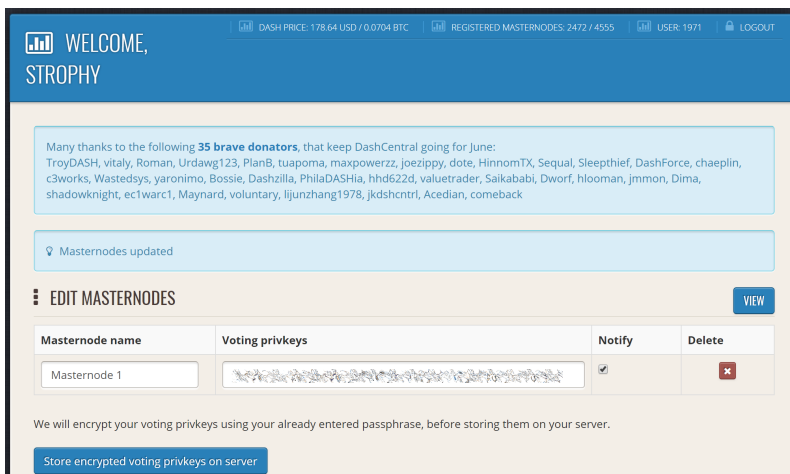 DASH PRICE: 178.64 USD / 0.0704 BTC
REGISTERED MASTERNODES: 2472 / 4555
USER: 1971
LOGOUT
WELCOME,
STROPHY
Many thanks to the following 35 brave donators, that keep DashCentral going for June:
TroyDASH, vitaly, Roman, Urdawg123, PlanB, tuapoma, maxpowerzz, joezippy, dote, HinnomTX, Sequal, Sleepthief, DashForce, chaeplin,
c3works, Wastedsys, yaronimo, Bossie, Dashzilla, PhilaDASHia, hhd622d, valuetrader, Saikababi, Dworf, hlooman, jmmon, Dima,
shadowknight, ec1warc1, Maynard, voluntary, lijunzhang1978, jkdshcntrl, Acedian, comeback
Masternodes updated
EDIT MASTERNODES
VIEW
Masternode name Voting privkeys Notify Delete
Masternode 1
We will encrypt your voting privkeys using your already entered passphrase, before storing them on your server.
Store encrypted voting privkeys on server